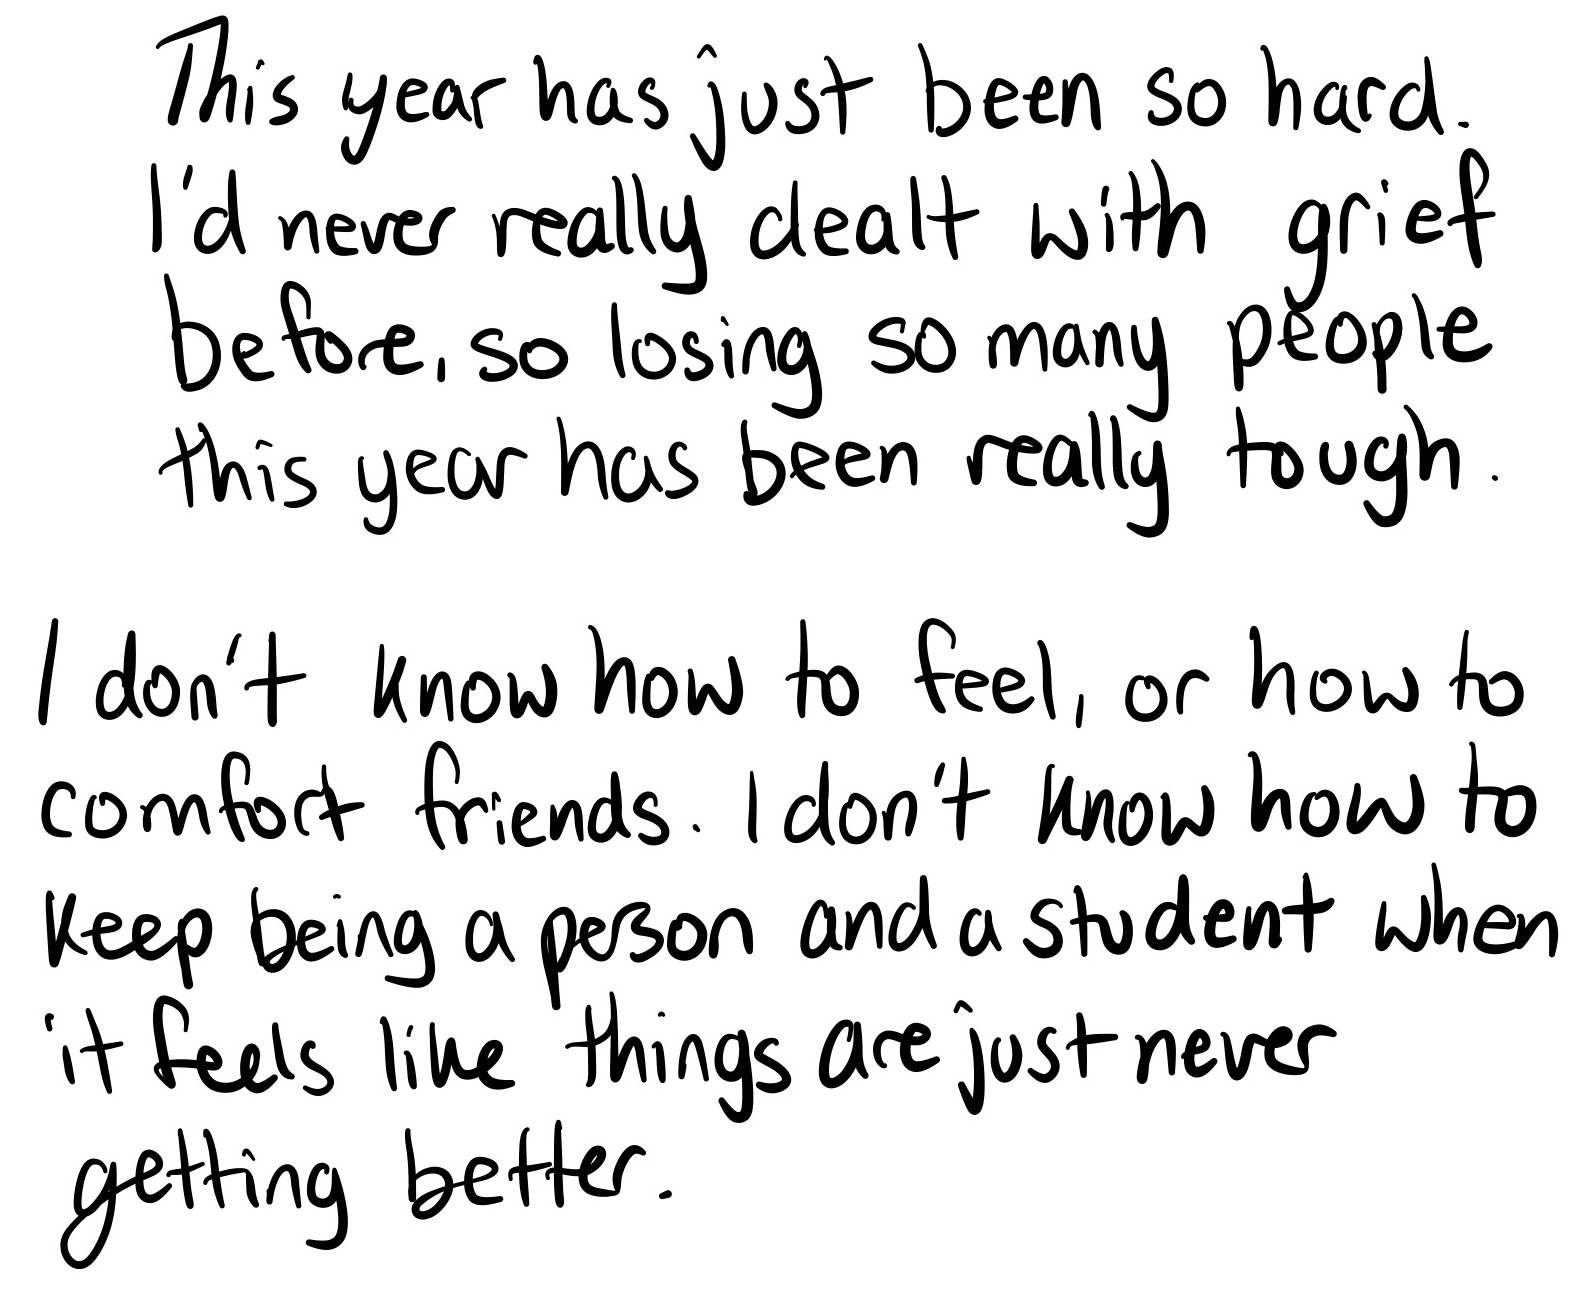 This year has just been so hard.
I'd never really dealt with grief
before, so losing so many people
this year has been really tough.
I don't know how to feel, or how to
comfort friends. I don't know how to
keep being a person and a student when
it feels like things are just never
getting better.